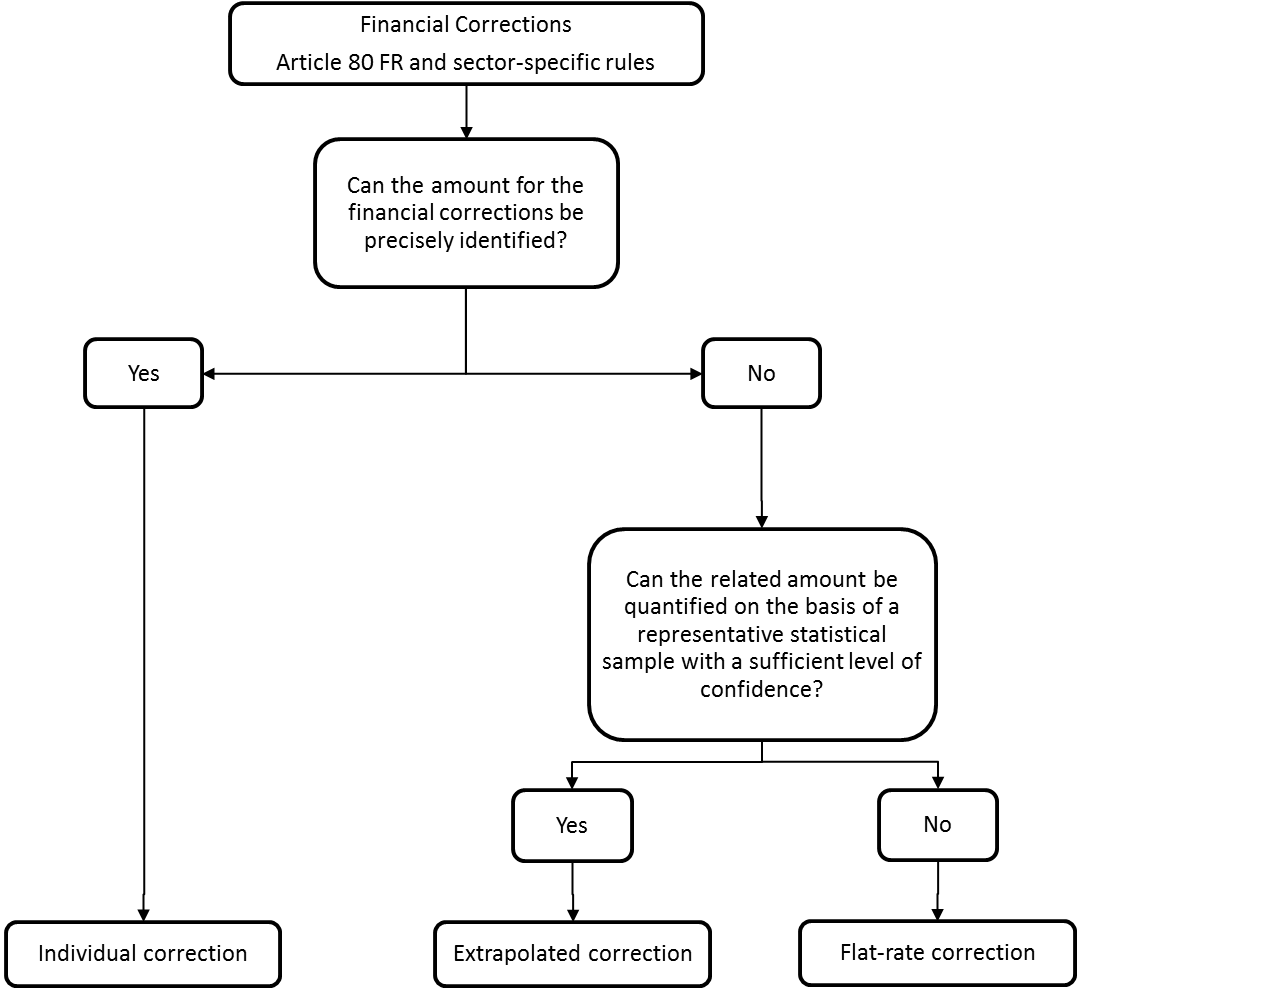 Financial Corrections
Article 80 FR and sector-specific rules
Can the amount for the
financial corrections be
precisely identified?
Yes
No
Can the related amount be
quantified on the basis of a
representative statistical
sample with a sufficient level of
confidence?
Yes
No
Individual correction
Extrapolated correction
Flat-rate correction